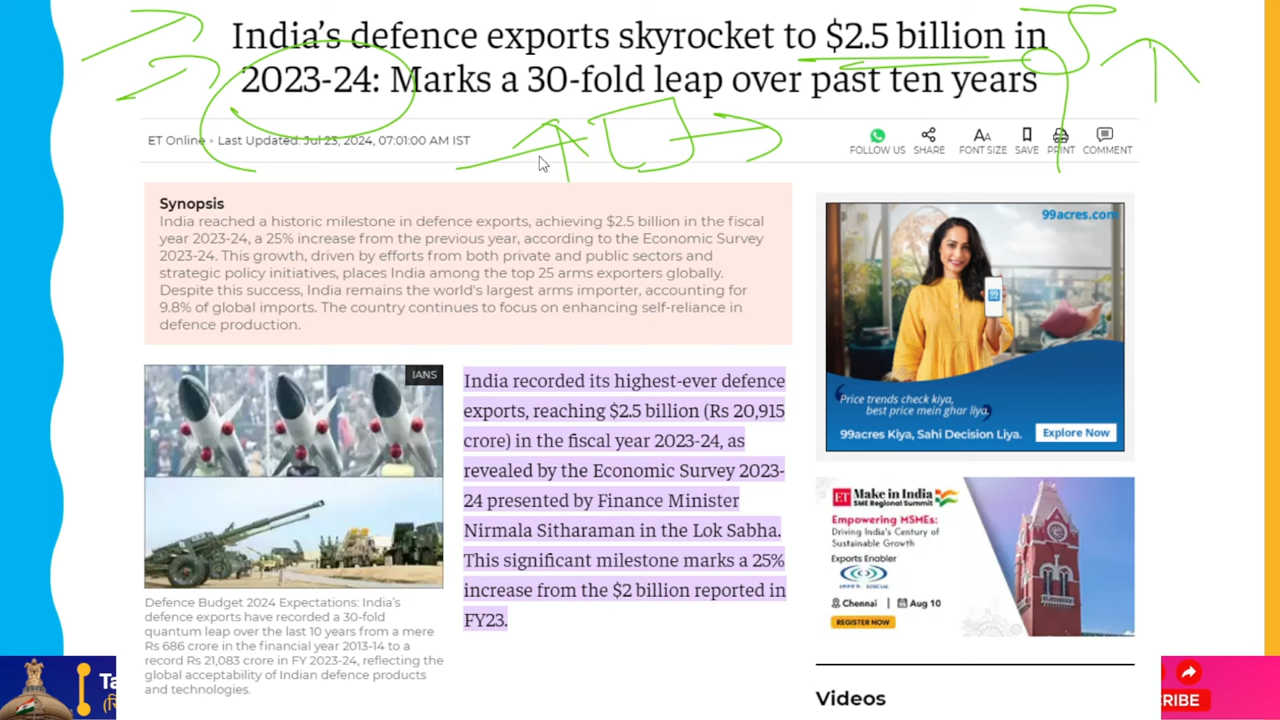 India's defence exports skyrocket to $2.5 billion in
2023-24: Marks a 30-fold leap over past ten years
ET Online • Last Updated: Jul 23, 2024, 07:01:00 AM IST
FOLLOW US SHARE FONT SIZE SAVE PRINT COMMENT
Synopsis
India reached a historic milestone in defence exports, achieving $2.5 billion in the fiscal
year 2023-24, a 25% increase from the previous year, according to the Economic Survey
2023-24. This growth, driven by efforts from both private and public sectors and
strategic policy initiatives, places India among the top 25 arms exporters globally.
Despite this success, India remains the world's largest arms importer, accounting for
9.8% of global imports. The country continues to focus on enhancing self-reliance in
defence production.
IANS
Defence Budget 2024 Expectations: India's
defence exports have recorded a 30-fold
quantum leap over the last 10 years from a mere
Rs 686 crore in the financial year 2013-14 to a
record Rs 21,083 crore in FY 2023-24, reflecting the
global acceptability of Indian defence products
and technologies.
India recorded its highest-ever defence
exports, reaching $2.5 billion (Rs 20,915
crore) in the fiscal year 2023-24, as
revealed by the Economic Survey 2023-
24 presented by Finance Minister
Nirmala Sitharaman in the Lok Sabha.
This significant milestone marks a 25%
increase from the $2 billion reported in
FY23.
99acres.com
99
Price trends check kiya,
best price mein ghar liya.
99acres Kiya, Sahi Decision Liya.
Explore Now
ET Make in India
SME Regional Summit
Empowering MSMEs:
Driving India's Century of
Sustainable Growth
Exports Enabler
Chennai | Aug 10
REGISTER NOW
Videos
Ta
RIBE